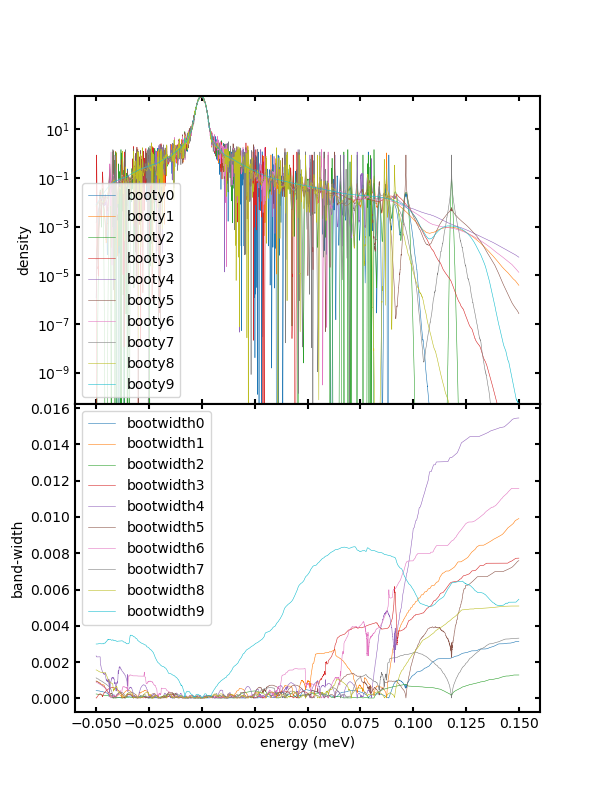 10¹
10⁻¹
10⁻³
10⁻⁵
10⁻⁷
10⁻⁹
density
booty0
booty1
booty2
booty3
booty4
booty5
booty6
booty7
booty8
booty9
0.016
0.014
0.012
0.010
0.008
0.006
0.004
0.002
0.000
band-width
bootwidth0
bootwidth1
bootwidth2
bootwidth3
bootwidth4
bootwidth5
bootwidth6
bootwidth7
bootwidth8
bootwidth9
−0.050 −0.025 0.000 0.025 0.050 0.075 0.100 0.125 0.150
energy (meV)